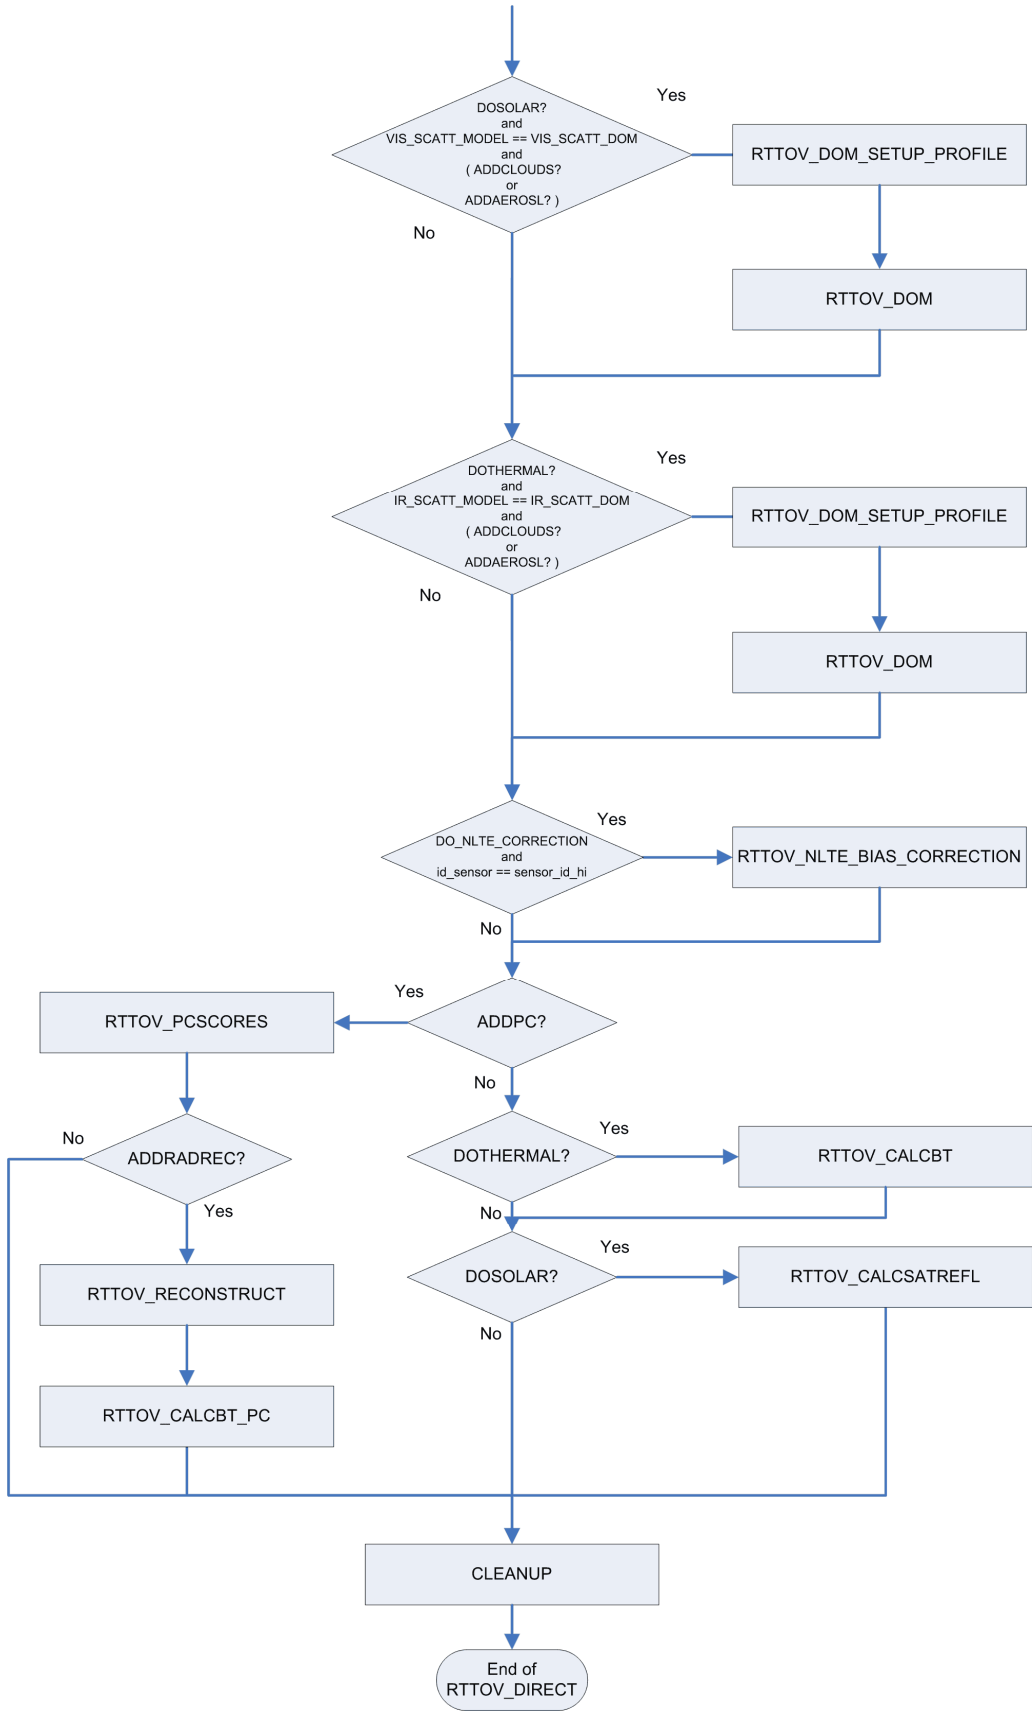 DOSOLAR?
and
VIS_SCATT_MODEL == VIS_SCATT_DOM
and
( ADDCLOUDS?
or
ADDAEROSL? )
Yes
RTTOV_DOM_SETUP_PROFILE
No
RTTOV_DOM
DOTHERMAL?
and
IR_SCATT_MODEL == IR_SCATT_DOM
and
( ADDCLOUDS?
or
ADDAEROSL? )
Yes
RTTOV_DOM_SETUP_PROFILE
No
RTTOV_DOM
DO_NLTE_CORRECTION
and
id_sensor == sensor_id_hi
Yes
RTTOV_NLTE_BIAS_CORRECTION
No
ADDPC?
Yes
RTTOV_PCSCORES
No
ADDRADREC?
No
Yes
DOTHERMAL?
Yes
RTTOV_CALCBT
No
DOSOLAR?
Yes
RTTOV_CALCSATREFL
No
RTTOV_RECONSTRUCT
RTTOV_CALCBT_PC
CLEANUP
End of
RTTOV_DIRECT